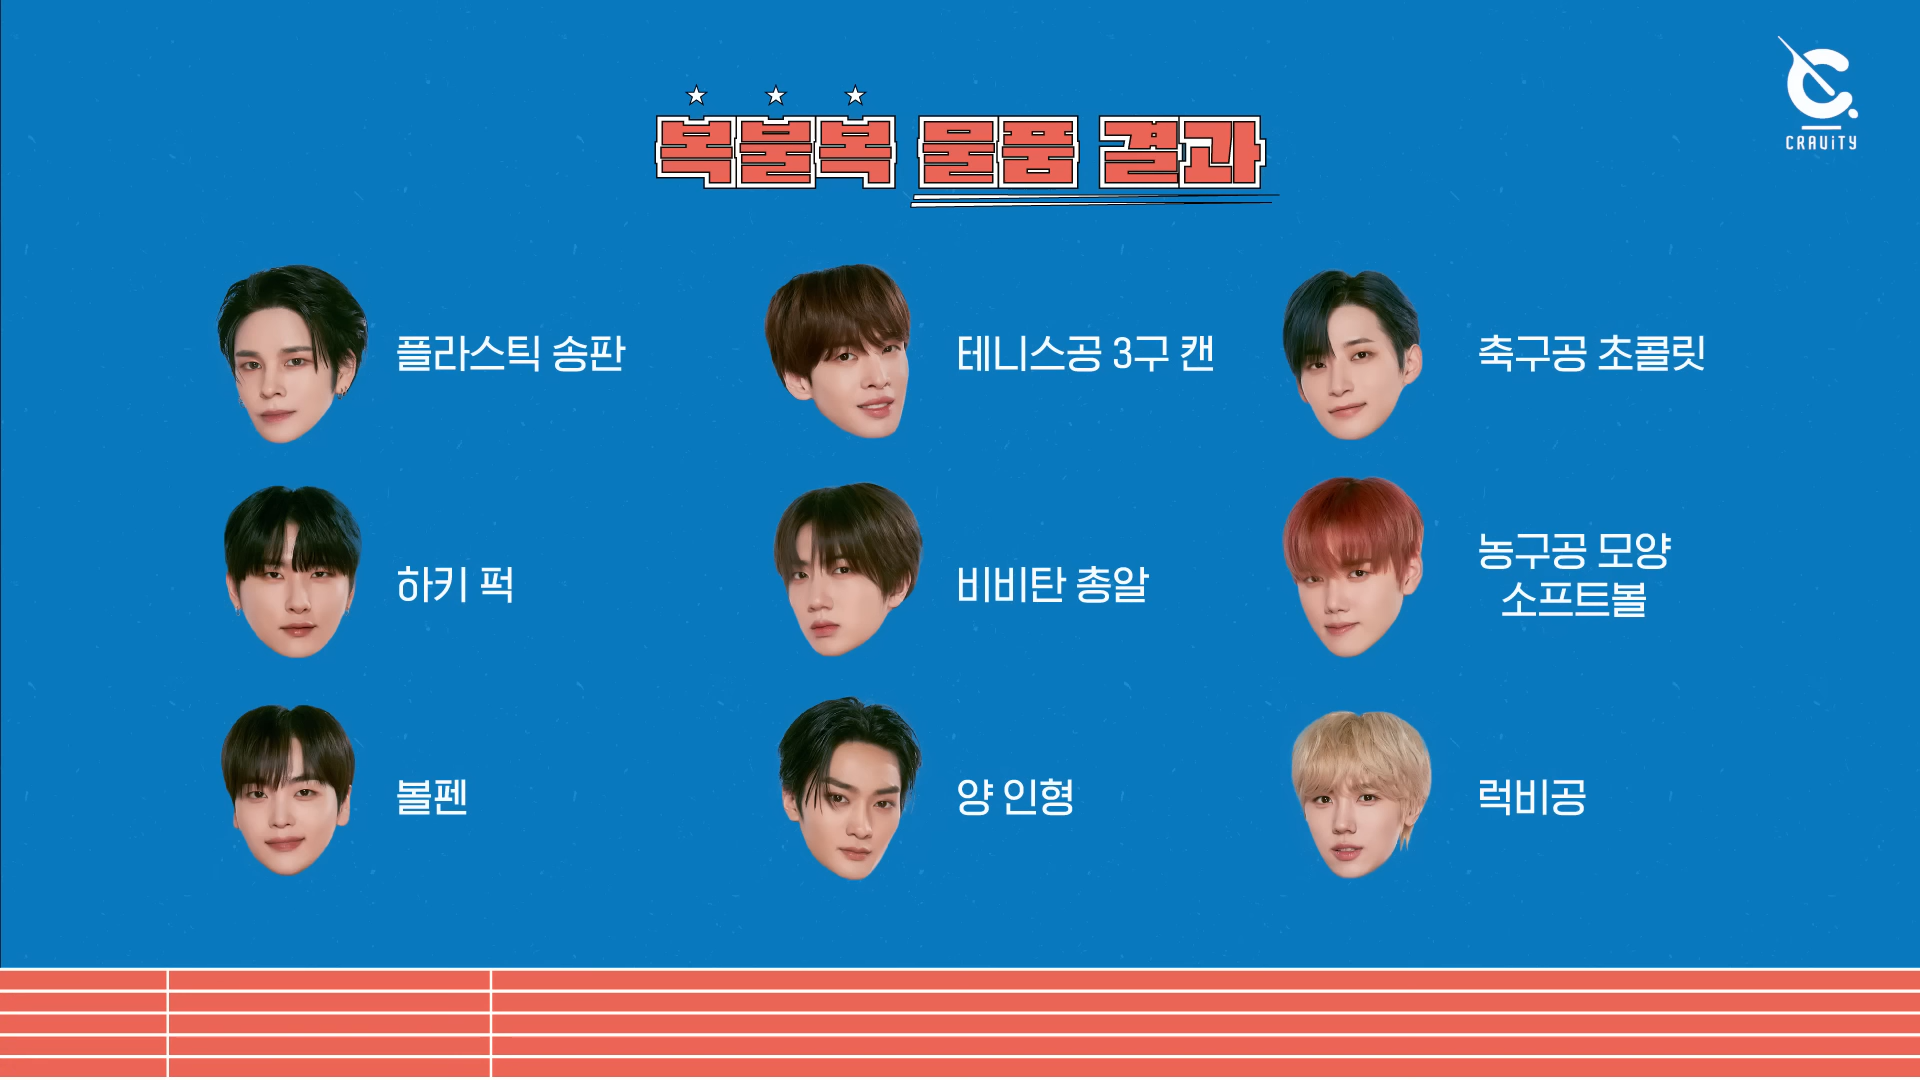 CRAViTY
복불복 물품 결과
플라스틱 송판
테니스공 3구 캔
축구공 초콜릿
하키 퍽
비비탄 총알
농구공 모양
소프트볼
볼펜
양 인형
럭비공